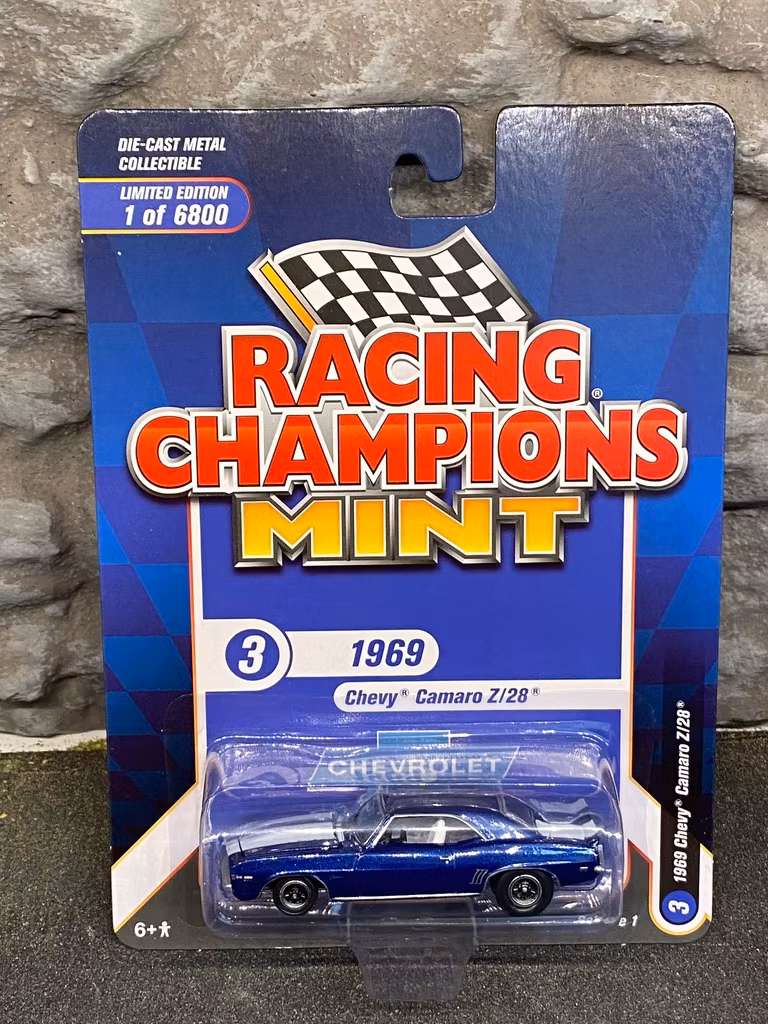 DIE-CAST METAL
COLLECTIBLE
LIMITED EDITION
1 of 6800
RACING
CHAMPIONS®
MINT
3 1969
Chevy® Camaro Z/28®
CHEVROLET
3 1969 Chevy® Camaro Z/28®
6+
1